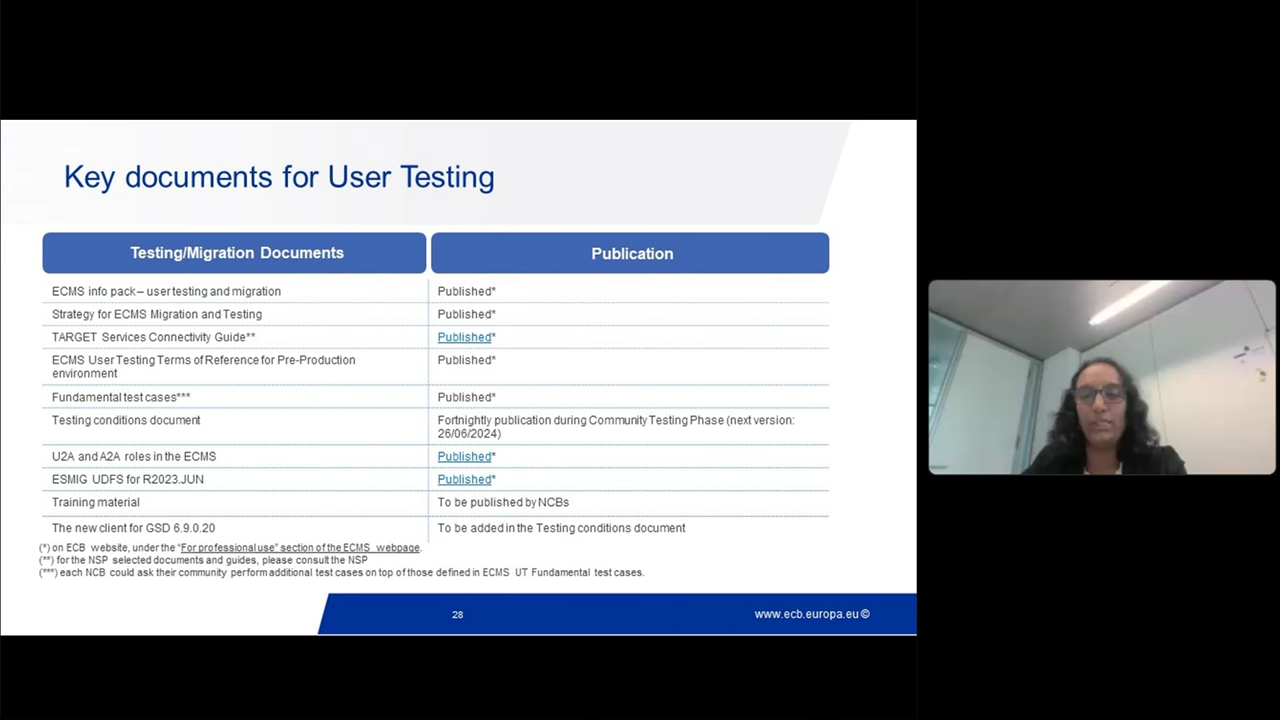 Key documents for User Testing
Testing/Migration Documents
Publication
ECMS info pack – user testing and migration
Published*
Strategy for ECMS Migration and Testing
Published*
TARGET Services Connectivity Guide**
Published*
ECMS User Testing Terms of Reference for Pre-Production
environment
Published*
Fundamental test cases***
Published*
Testing conditions document
Fortnightly publication during Community Testing Phase (next version:
26/06/2024)
U2A and A2A roles in the ECMS
Published*
ESMIG UDFS for R2023.JUN
Published*
Training material
To be published by NCBs
The new client for GSD 6.9.0.20
To be added in the Testing conditions document
(*) on ECB website, under the “For professional use” section of the ECMS webpage.
(**) for the NSP selected documents and guides, please consult the NSP
(***) each NCB could ask their community perform additional test cases on top of those defined in ECMS UT Fundamental test cases.
28
www.ecb.europa.eu ©